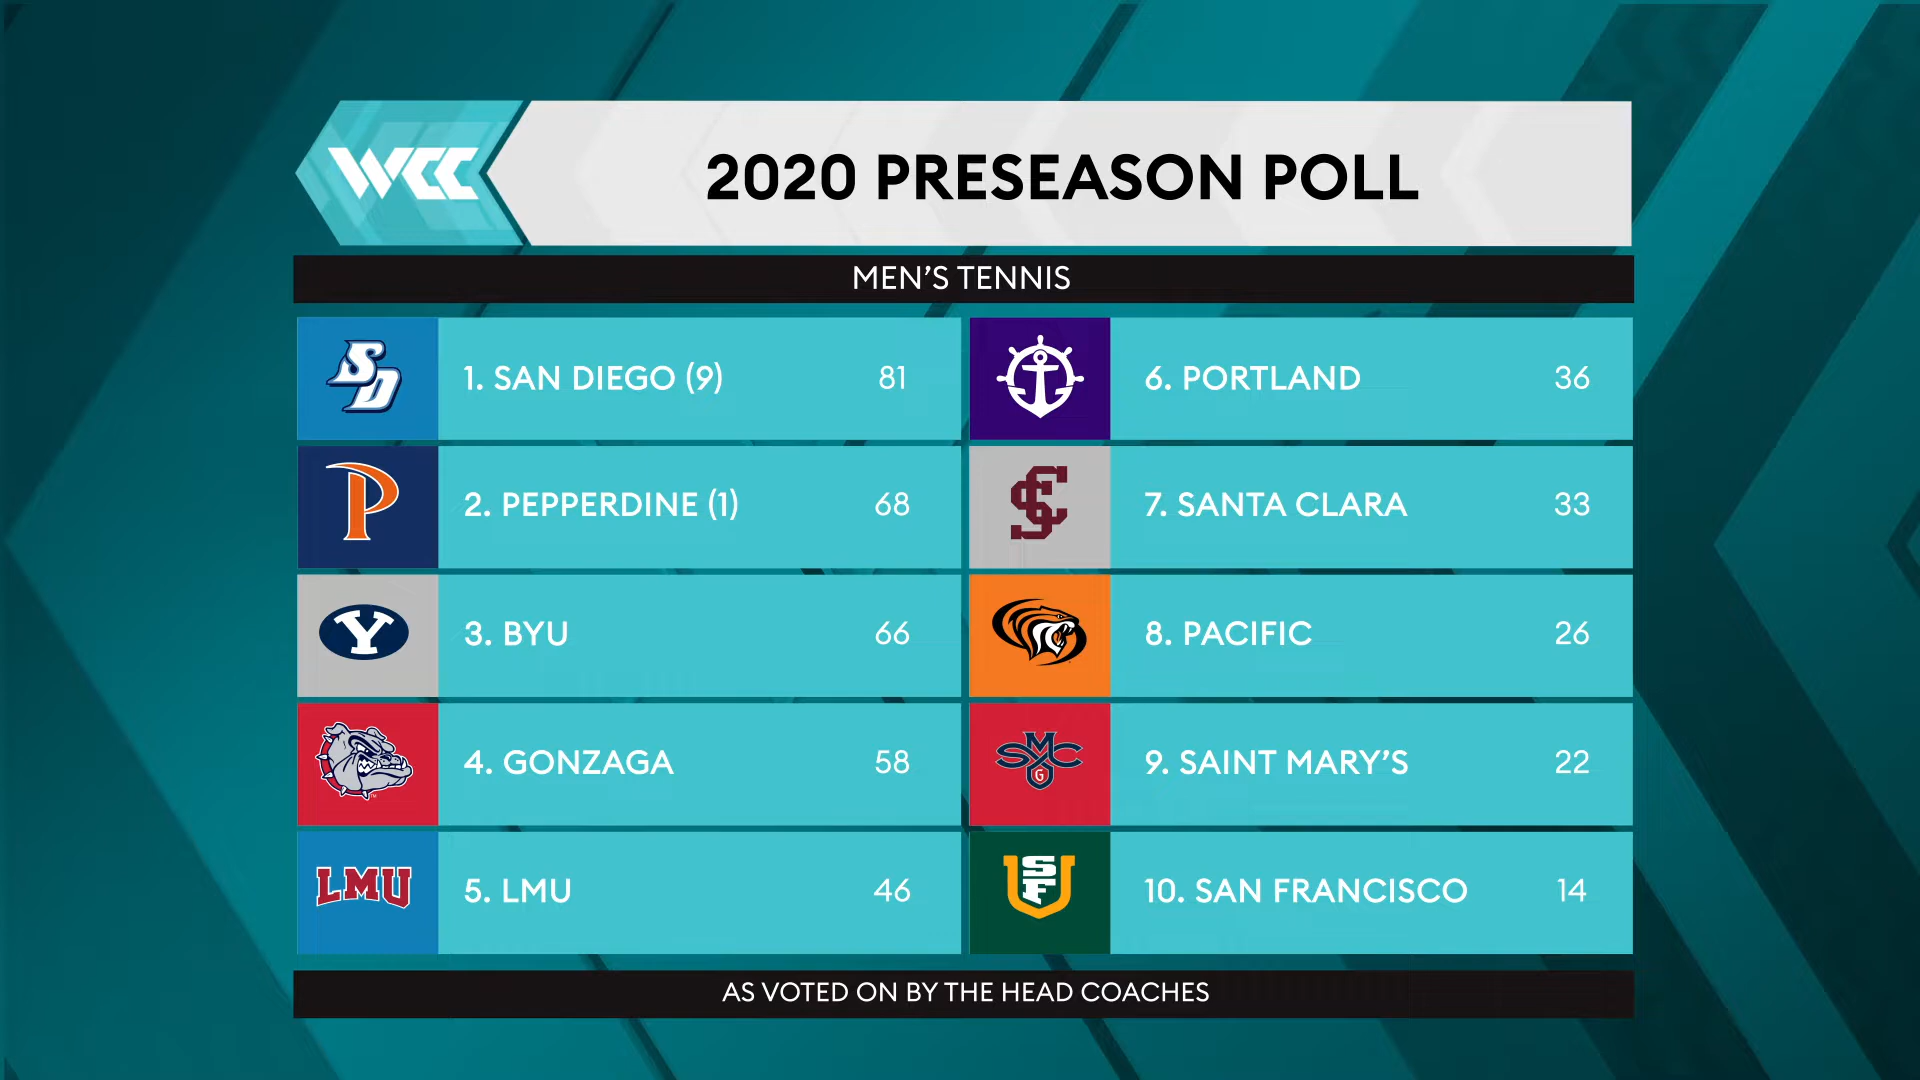 WCC
2020 PRESEASON POLL
MEN'S TENNIS
SD
1. SAN DIEGO (9) 81
P
2. PEPPERDINE (1) 68
Y
3. BYU 66
4. GONZAGA 58
LMU
5. LMU 46
6. PORTLAND 36
SC
7. SANTA CLARA 33
8. PACIFIC 26
SMC
G
9. SAINT MARY'S 22
USF
10. SAN FRANCISCO 14
AS VOTED ON BY THE HEAD COACHES